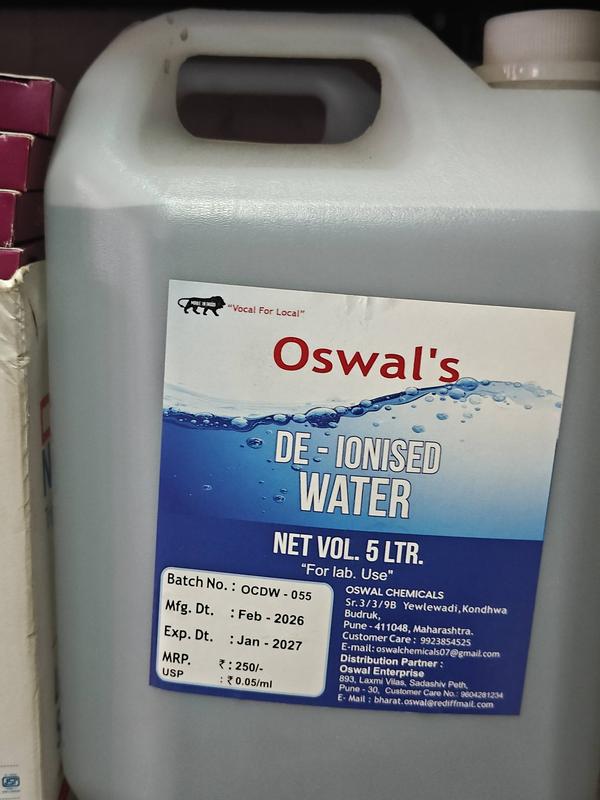 MAKE IN INDIA
"Vocal For Local"
Oswal's
DE - IONISED
WATER
NET VOL. 5 LTR.
"For lab. Use"
Batch No. : OCDW - 055
Mfg. Dt. : Feb - 2026
Exp. Dt. : Jan - 2027
MRP. ₹ : 250/-
USP : ₹ 0.05/ml
OSWAL CHEMICALS
Sr.3/3/9B Yewlewadi,Kondhwa
Budruk,
Pune - 411048, Maharashtra.
Customer Care : 9923854525
E-mail: oswalchemicals07@gmail.com
Distribution Partner :
Oswal Enterprise
893, Laxmi Vilas, Sadashiv Peth,
Pune - 30, Customer Care No.: 9604281234
E- Mail : bharat.oswal@rediffmail.com